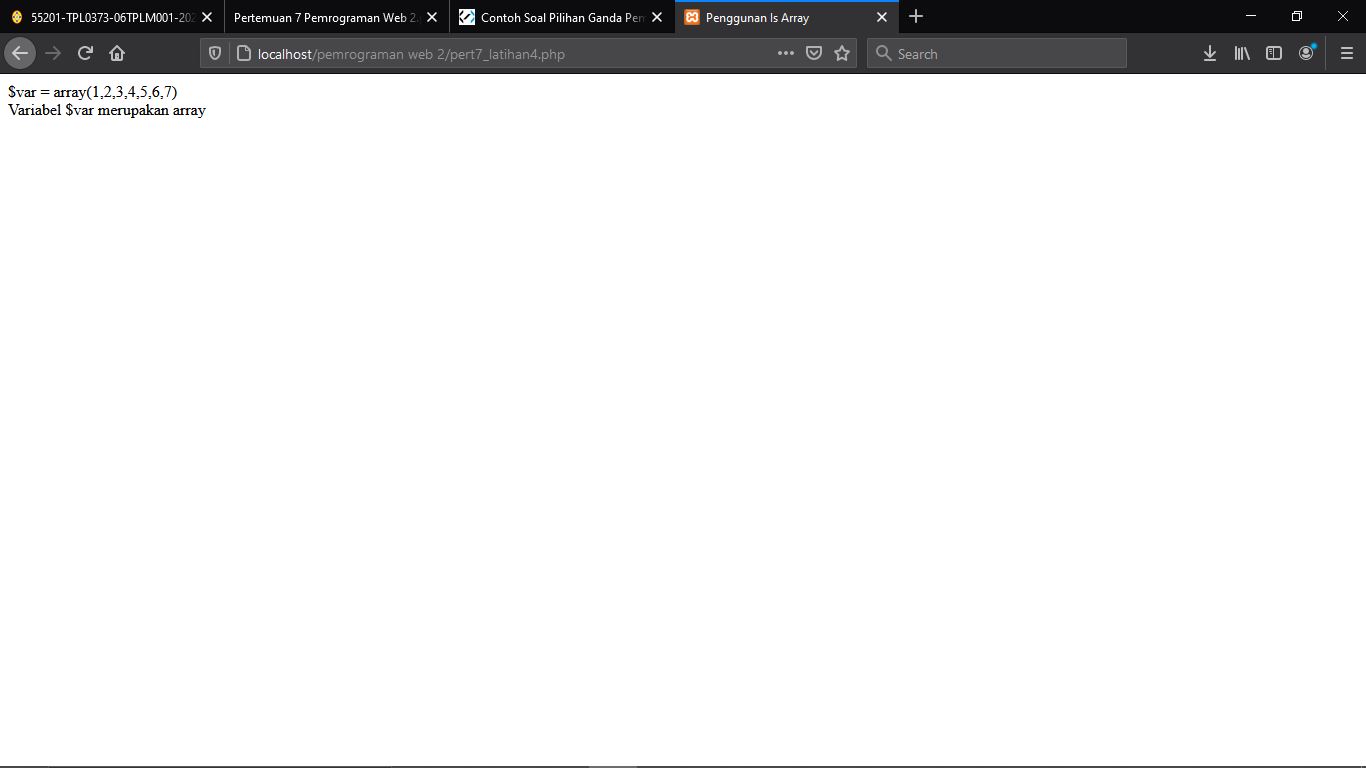 55201-TPL0373-06TPLM001-202
Pertemuan 7 Pemrograman Web 2.
Contoh Soal Pilihan Ganda Pem
Penggunan Is Array
localhost/pemrograman web 2/pert7_latihan4.php
Search
$var = array(1,2,3,4,5,6,7)
Variabel $var merupakan array